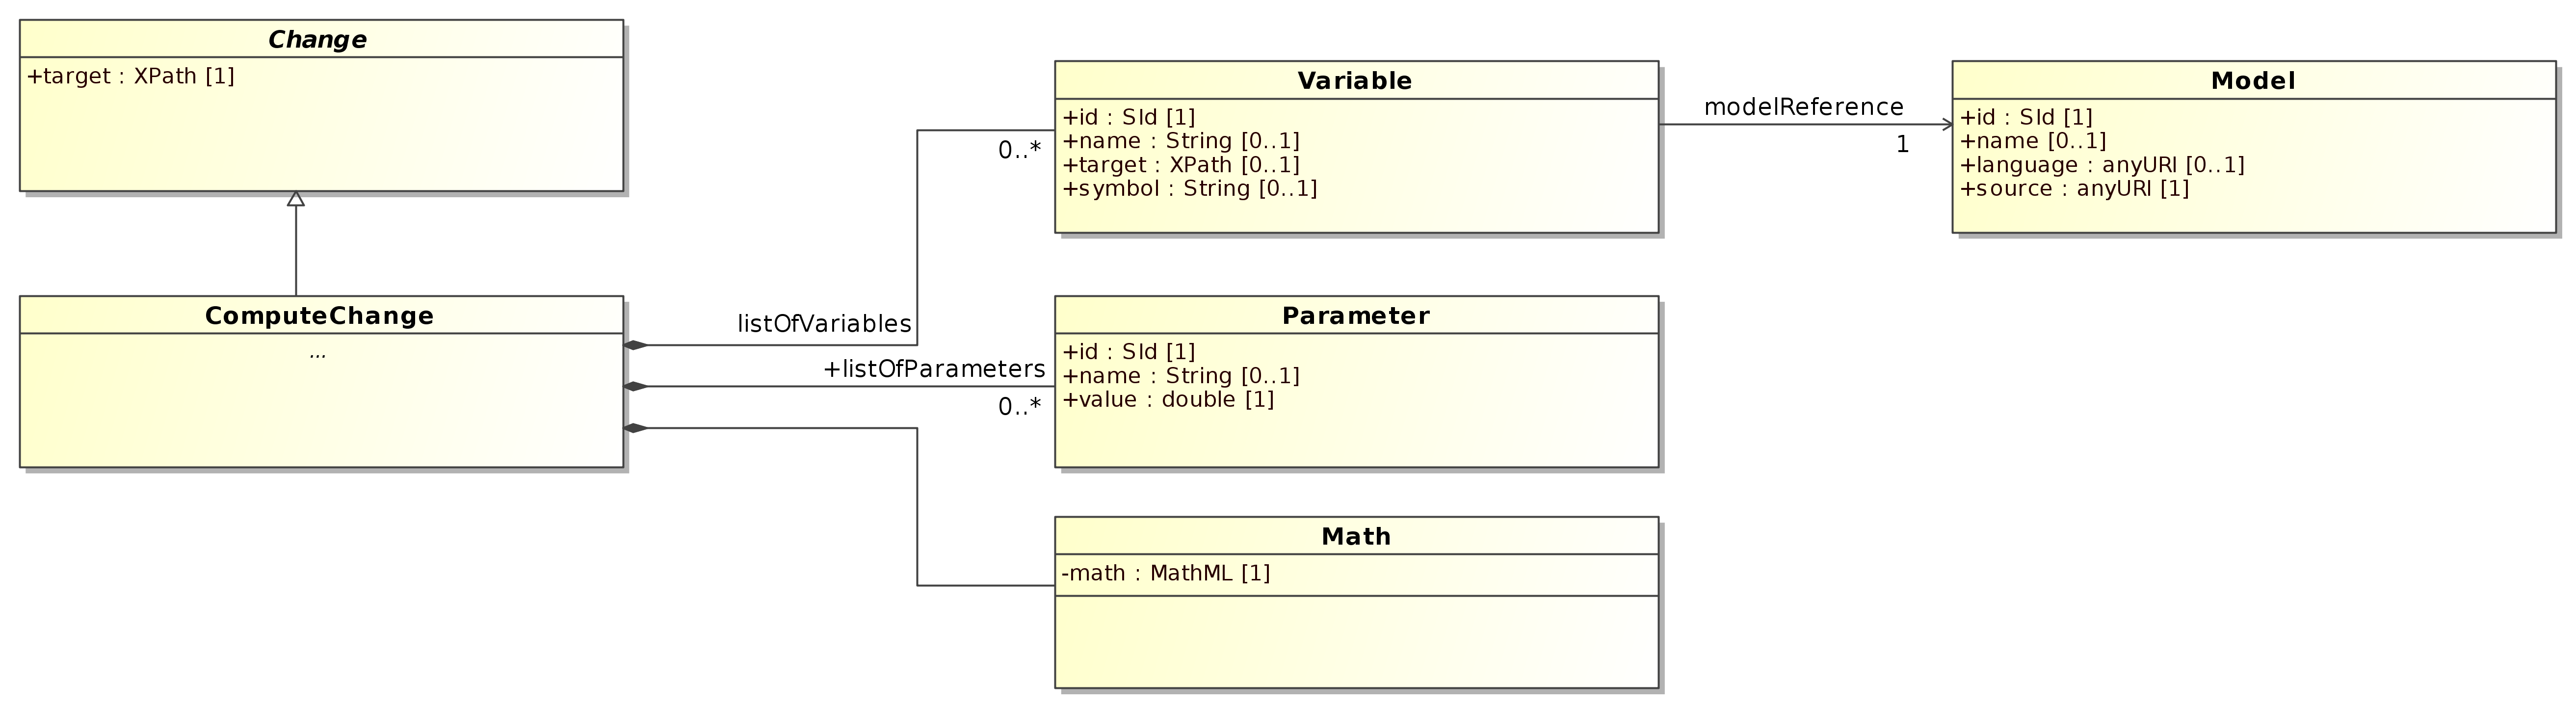 Change
+target : XPath [1]
ComputeChange
...
listOfVariables
0..*
+listOfParameters
0..*
Variable
+id : SId [1]
+name : String [0..1]
+target : XPath [0..1]
+symbol : String [0..1]
modelReference
1
Model
+id : SId [1]
+name [0..1]
+language : anyURI [0..1]
+source : anyURI [1]
Parameter
+id : SId [1]
+name : String [0..1]
+value : double [1]
Math
-math : MathML [1]